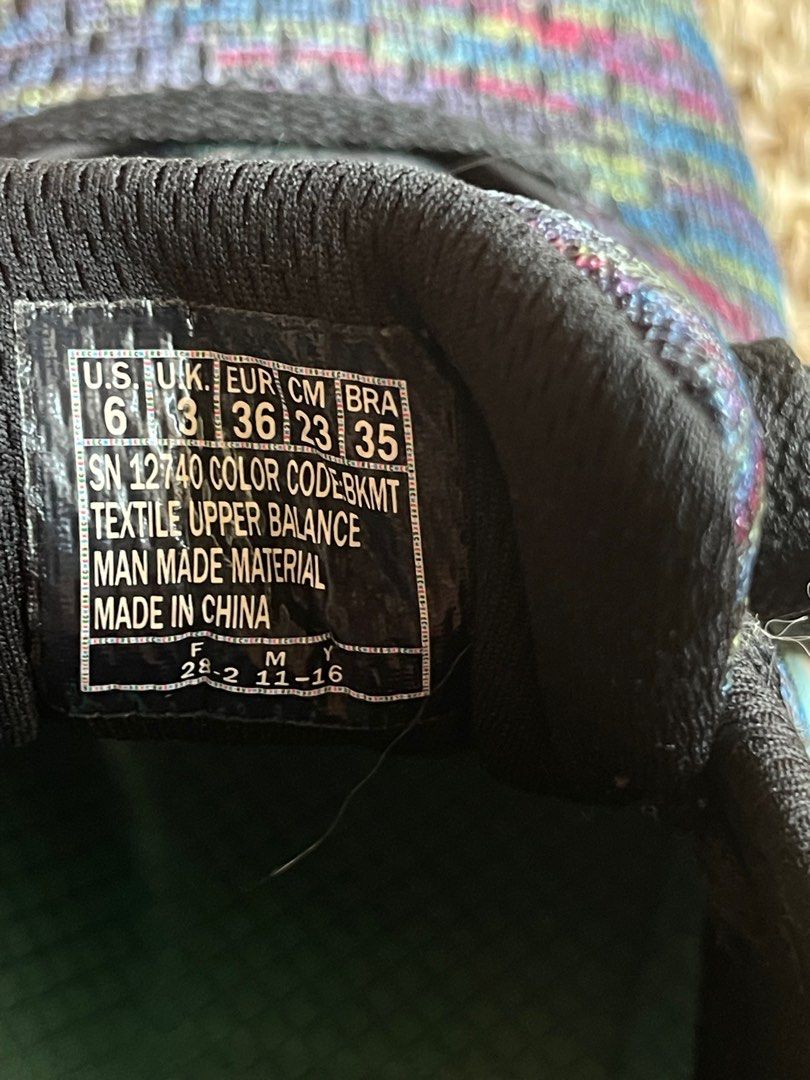 U.S. U.K. EUR CM BRA
6 3 36 23 35
SN 12740 COLOR CODE:BKMT
TEXTILE UPPER BALANCE
MAN MADE MATERIAL
MADE IN CHINA
F M Y
28-2 11-16